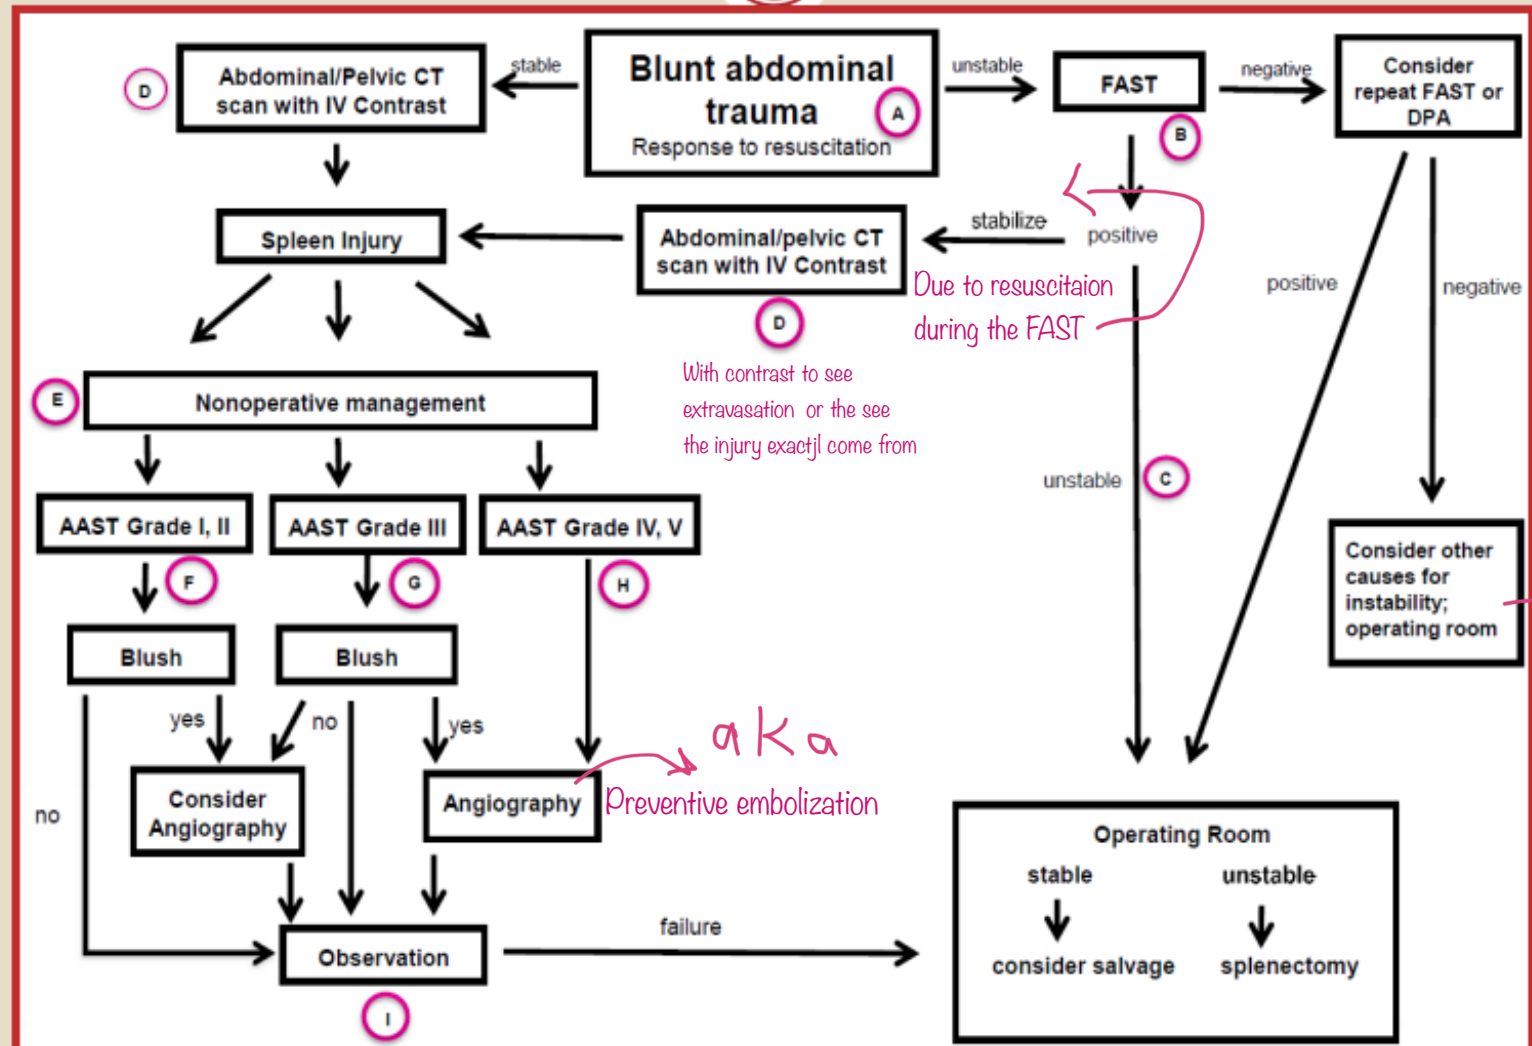 Blunt abdominal
trauma
Response to resuscitation
A
stable
unstable
D
Abdominal/Pelvic CT
scan with IV Contrast
FAST
B
negative
Consider
repeat FAST or
DPA
positive
negative
Consider other
causes for
instability;
operating room
positive
stabilize
Due to resuscitaion
during the FAST
Abdominal/pelvic CT
scan with IV Contrast
D
With contrast to see
extravasation or the see
the injury exactjl come from
unstable
C
Spleen Injury
E
Nonoperative management
AAST Grade I, II
AAST Grade III
AAST Grade IV, V
F
G
H
Blush
Blush
yes
no
yes
no
Consider
Angiography
Angiography
aka
Preventive embolization
Observation
I
failure
Operating Room
stable
unstable
consider salvage
splenectomy